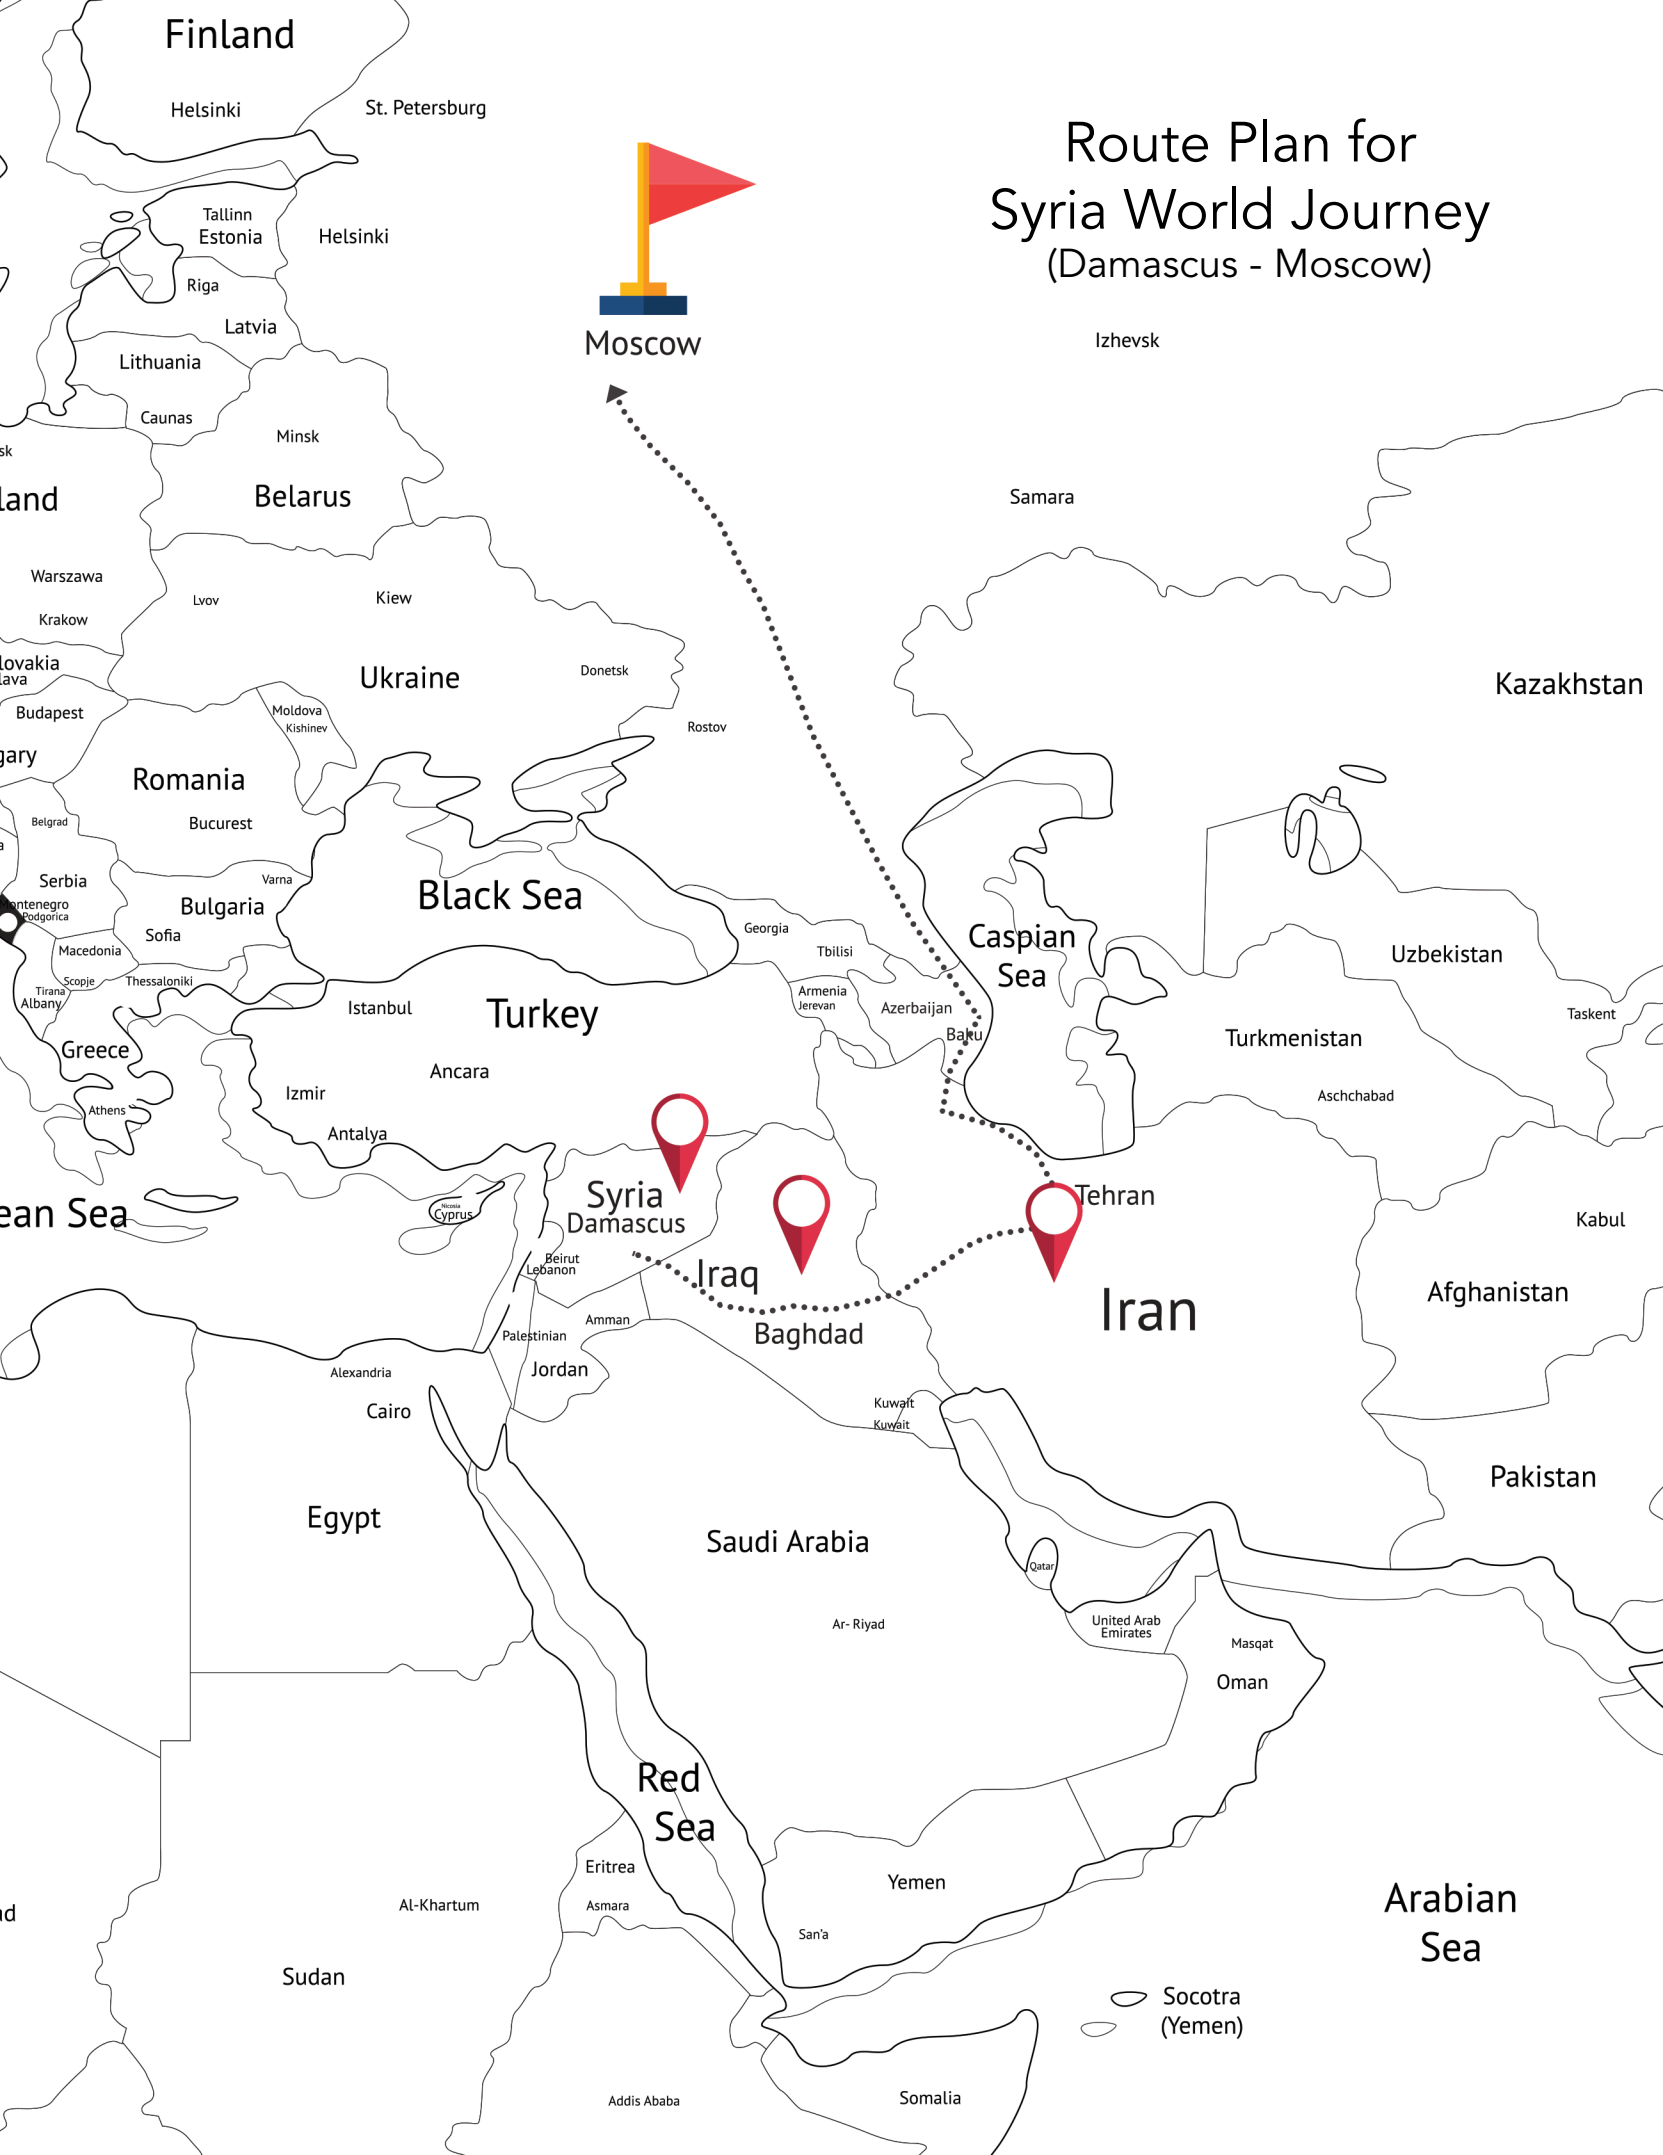 Finland
Helsinki
St. Petersburg
Route Plan for
Syria World Journey
(Damascus - Moscow)
Tallinn
Estonia
Helsinki
Riga
Latvia
Moscow
Izhevsk
Lithuania
Caunas
Minsk
sk
land
Belarus
Samara
Warszawa
Lvov
Kiew
Krakow
lovakia
lava
Ukraine
Donetsk
Kazakhstan
Budapest
Moldova
Kishinev
Rostov
gary
Romania
Belgrad
Bucurest
a
Serbia
Varna
Montenegro
Podgorica
Bulgaria
Black Sea
Sofia
Georgia
Tbilisi
Caspian
Sea
Macedonia
Uzbekistan
Scopje
Thessaloniki
Tirana
Albany
Istanbul
Turkey
Armenia
Jerevan
Azerbaijan
Baku
Taskent
Greece
Turkmenistan
Ancara
Izmir
Aschchabad
Athens
Antalya
ean Sea
Nicosia
Cyprus
Syria
Damascus
Tehran
Kabul
Beirut
Lebanon
Iraq
Baghdad
Iran
Afghanistan
Amman
Palestinian
Jordan
Alexandria
Cairo
Kuwait
Kuwait
Pakistan
Egypt
Saudi Arabia
Qatar
Ar- Riyad
United Arab
Emirates
Masqat
Oman
Red
Sea
Eritrea
Asmara
Yemen
San'a
Al-Khartum
ad
Arabian
Sea
Sudan
Socotra
(Yemen)
Addis Ababa
Somalia